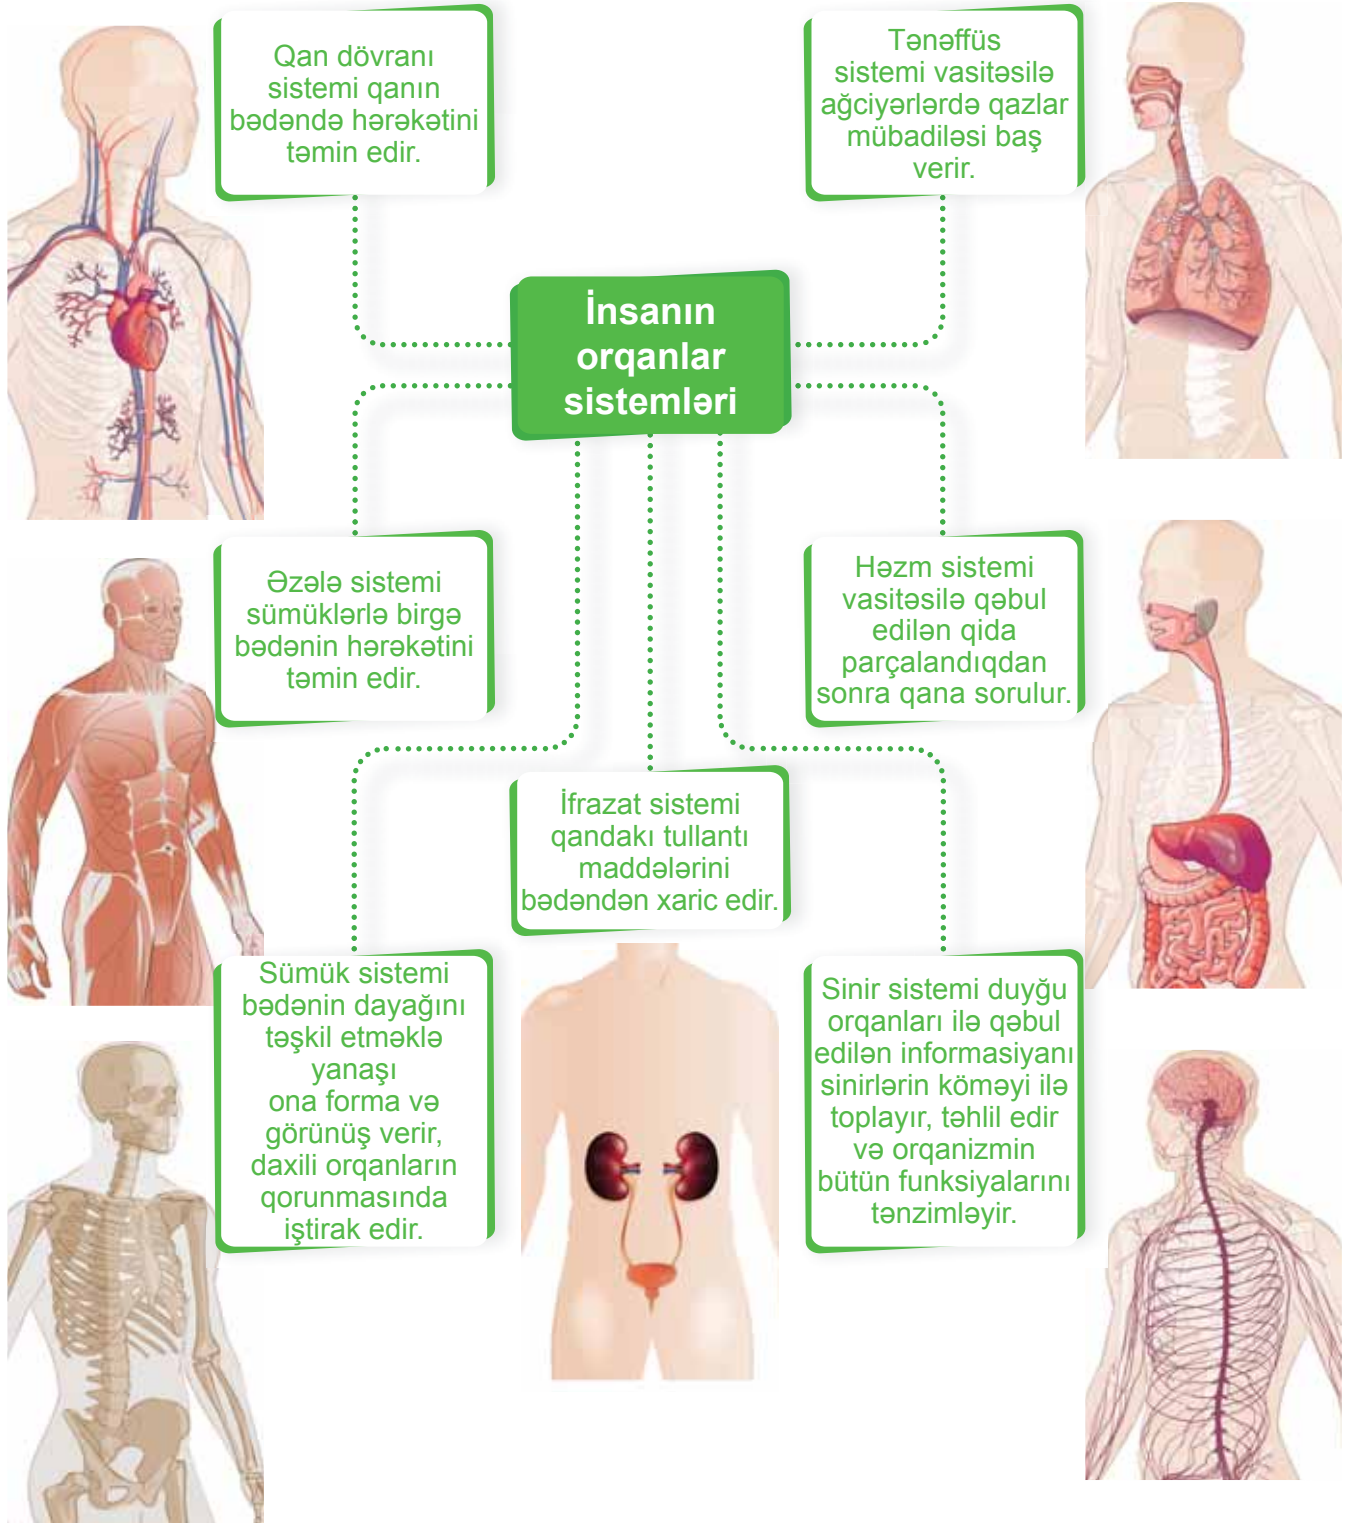 Qan dövranı
sistemi qanın
bədəndə hərəkətini
təmin edir.
Tənəffüs
sistemi vasitəsilə
ağciyərlərdə qazlar
mübadiləsi baş
verir.
İnsanın
orqanlar
sistemləri
Əzələ sistemi
sümüklərlə birgə
bədənin hərəkətini
təmin edir.
Həzm sistemi
vasitəsilə qəbul
edilən qida
parçalandıqdan
sonra qana sorulur.
İfrazat sistemi
qandakı tullantı
maddələrini
bədəndən xaric edir.
Sümük sistemi
bədənin dayağını
təşkil etməklə
yanaşı
ona forma və
görünüş verir,
daxili orqanların
qorunmasında
iştirak edir.
Sinir sistemi duyğu
orqanları ilə qəbul
edilən informasiyanı
sinirlərin köməyi ilə
toplayır, təhlil edir
və orqanizmin
bütün funksiyalarını
tənzimləyir.